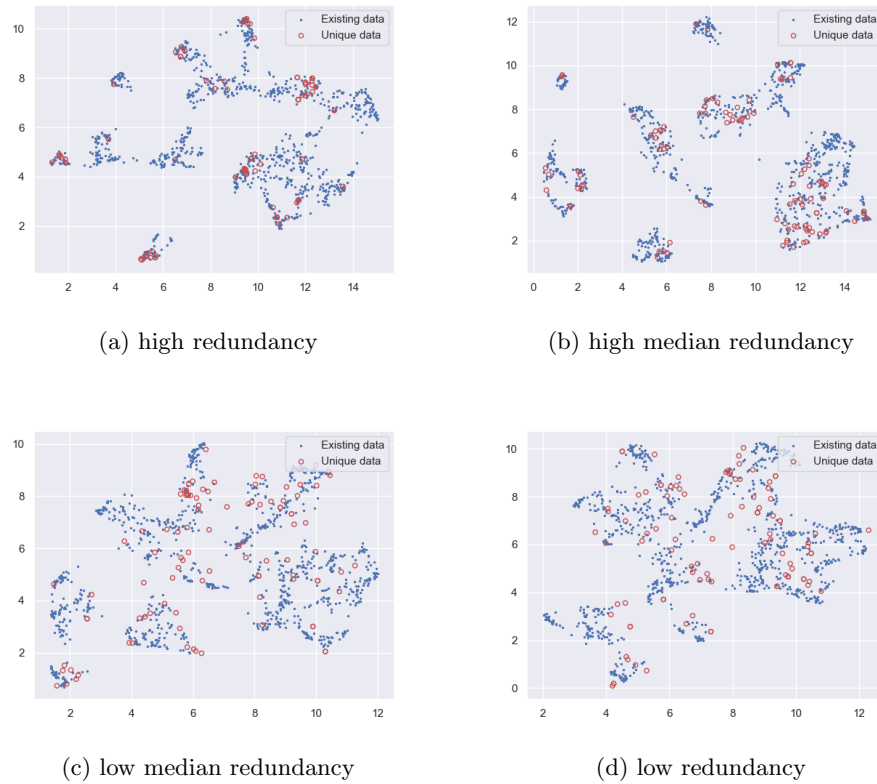 Existing data
Unique data
10
8
6
4
2
2 4 6 8 10 12 14
(a) high redundancy
Existing data
Unique data
12
10
8
6
4
2
0 2 4 6 8 10 12 14
(b) high median redundancy
Existing data
Unique data
10
8
6
4
2
2 4 6 8 10 12
(c) low median redundancy
Existing data
Unique data
10
8
6
4
2
0
2 4 6 8 10 12
(d) low redundancy